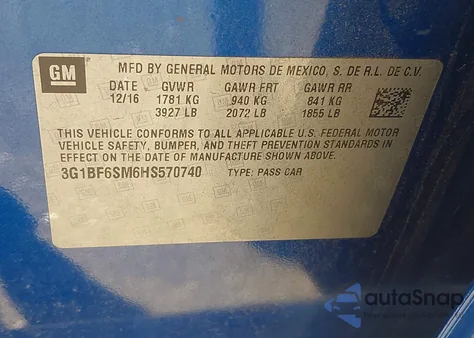 GM
MFD BY GENERAL MOTORS DE MEXICO, S. DE R.L. DE C.V.
DATE GVWR GAWR FRT GAWR RR
12/16 1781 KG 940 KG 841 KG
3927 LB 2072 LB 1855 LB
THIS VEHICLE CONFORMS TO ALL APPLICABLE U.S. FEDERAL MOTOR
VEHICLE SAFETY, BUMPER, AND THEFT PREVENTION STANDARDS IN
EFFECT ON THE DATE OF MANUFACTURE SHOWN ABOVE.
3G1BF6SM6HS570740 TYPE: PASS CAR
autoSnap